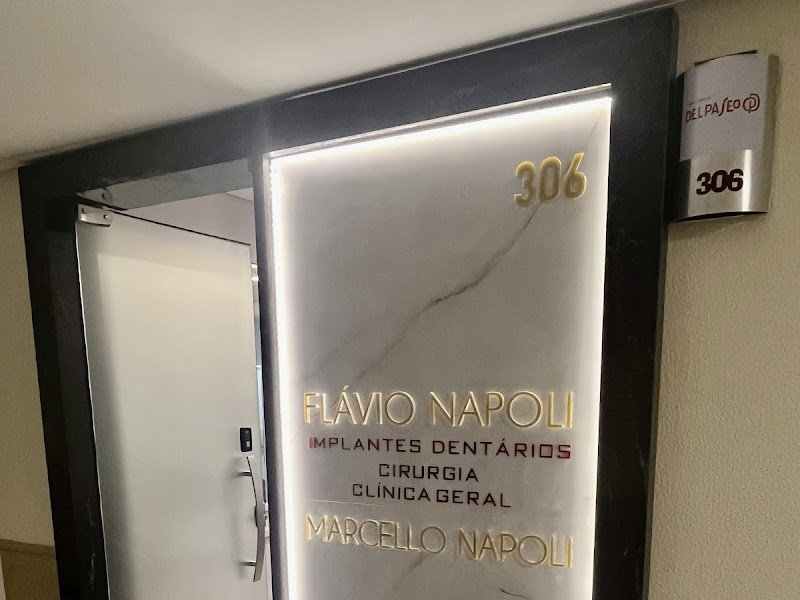 306
FLÁVIO NAPOLI
IMPLANTES DENTÁRIOS
CIRURGIA
CLÍNICA GERAL
MARCELLO NAPOLI
DEL PASEO
306